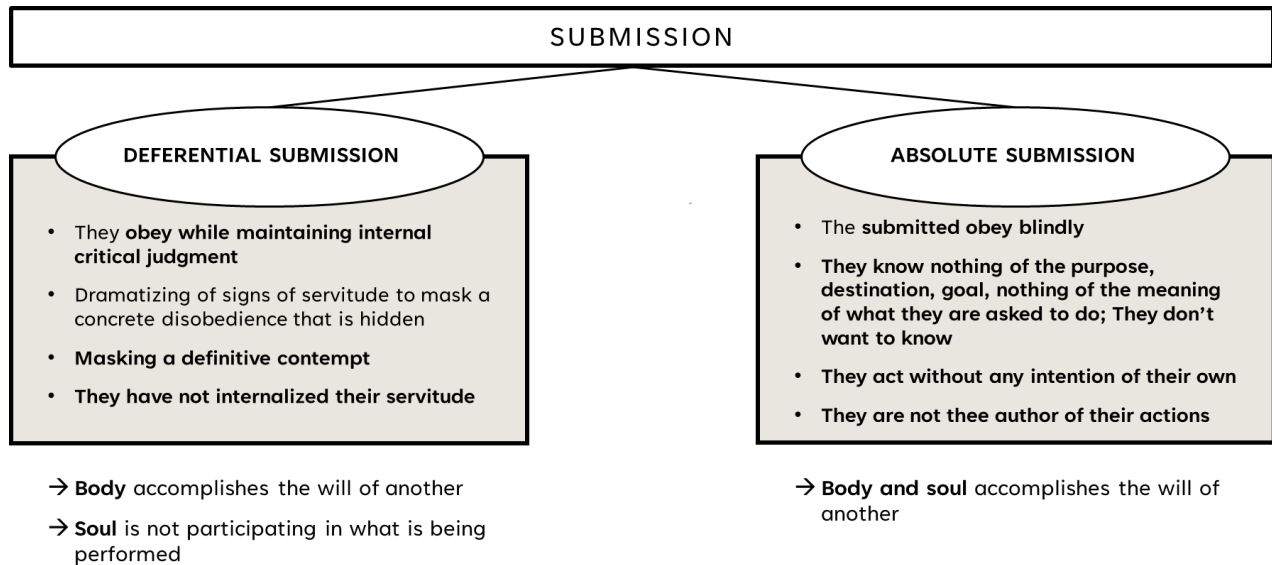 SUBMISSION
DEFERENTIAL SUBMISSION
• They obey while maintaining internal
critical judgment
• Dramatizing of signs of servitude to mask a
concrete disobedience that is hidden
• Masking a definitive contempt
• They have not internalized their servitude
→ Body accomplishes the will of another
→ Soul is not participating in what is being
performed
ABSOLUTE SUBMISSION
• The submitted obey blindly
• They know nothing of the purpose,
destination, goal, nothing of the meaning
of what they are asked to do; They don't
want to know
• They act without any intention of their own
• They are not thee author of their actions
→ Body and soul accomplishes the will of
another